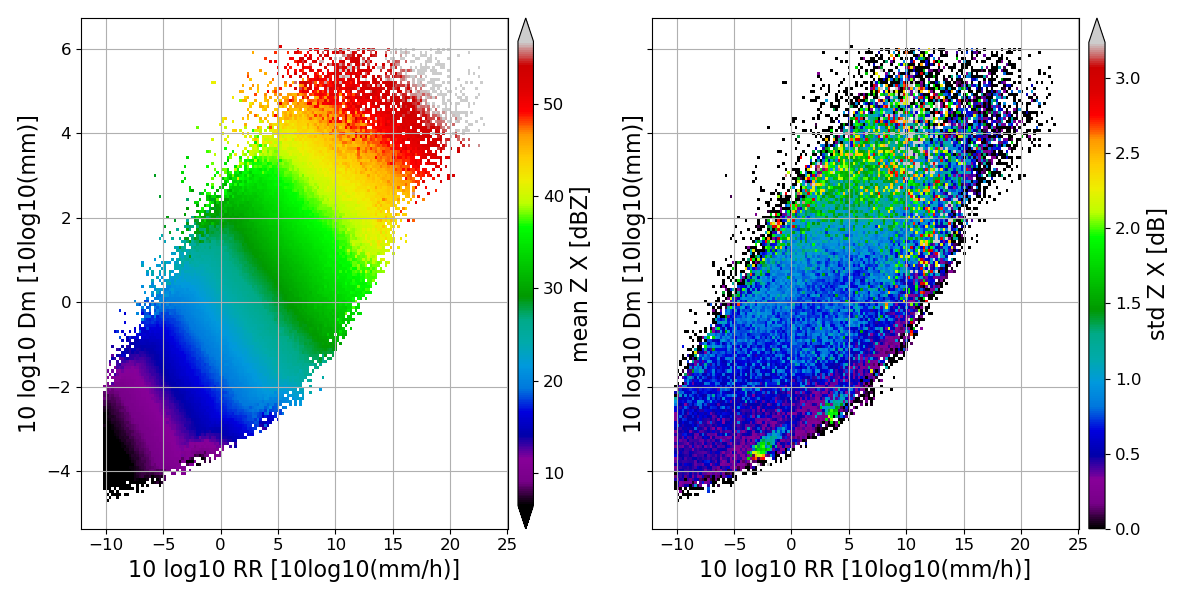 6
4
2
0
−2
−4
10 log10 Dm [10log10(mm)]
−10 −5 0 5 10 15 20 25
10 log10 RR [10log10(mm/h)]
50
40
30
20
10
mean Z X [dBZ]
10 log10 Dm [10log10(mm)]
−10 −5 0 5 10 15 20 25
10 log10 RR [10log10(mm/h)]
3.0
2.5
2.0
1.5
1.0
0.5
0.0
std Z X [dB]